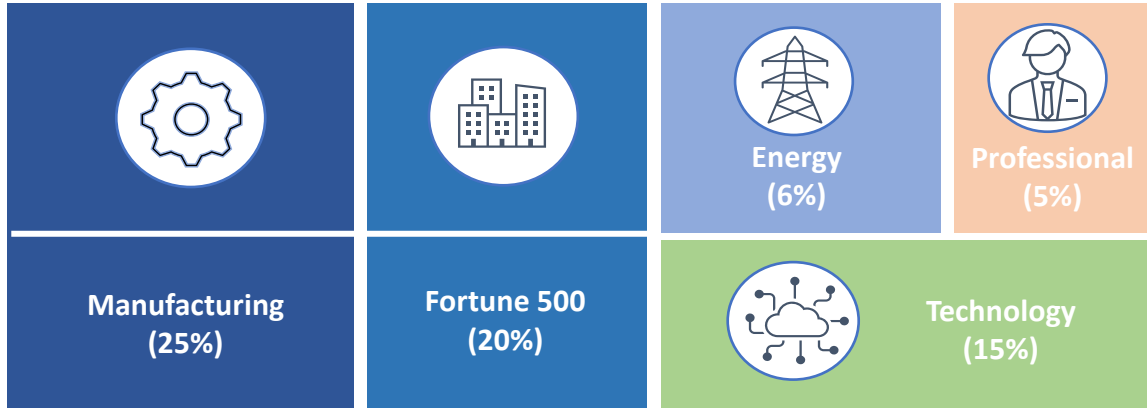 Energy
(6%)
Professional
(5%)
Manufacturing
(25%)
Fortune 500
(20%)
Technology
(15%)